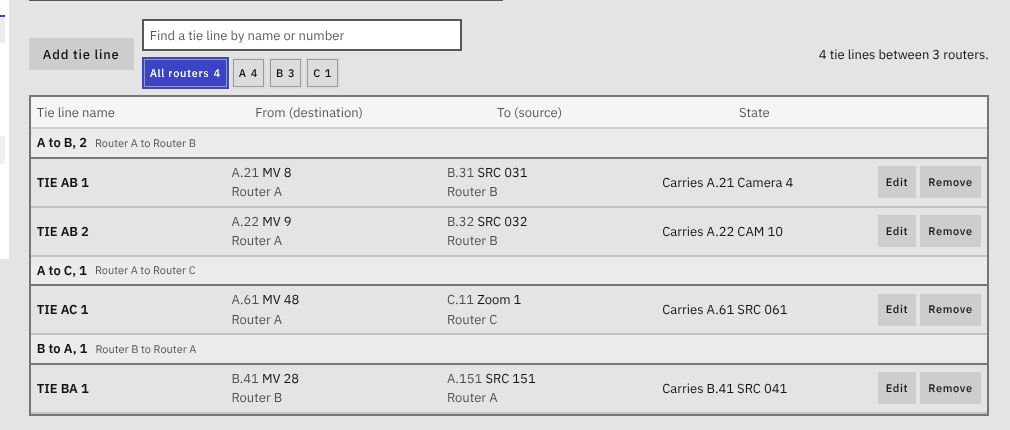 Find a tie line by name or number
Add tie line
4 tie lines between 3 routers.
All routers 4 A 4 B 3 C 1
Tie line name From (destination) To (source) State
A to B, 2 Router A to Router B
TIE AB 1 A.21 MV 8 B.31 SRC 031 Carries A.21 Camera 4 Edit Remove
Router A Router B
TIE AB 2 A.22 MV 9 B.32 SRC 032 Carries A.22 CAM 10 Edit Remove
Router A Router B
A to C, 1 Router A to Router C
TIE AC 1 A.61 MV 48 C.11 Zoom 1 Carries A.61 SRC 061 Edit Remove
Router A Router C
B to A, 1 Router B to Router A
TIE BA 1 B.41 MV 28 A.151 SRC 151 Carries B.41 SRC 041 Edit Remove
Router B Router A